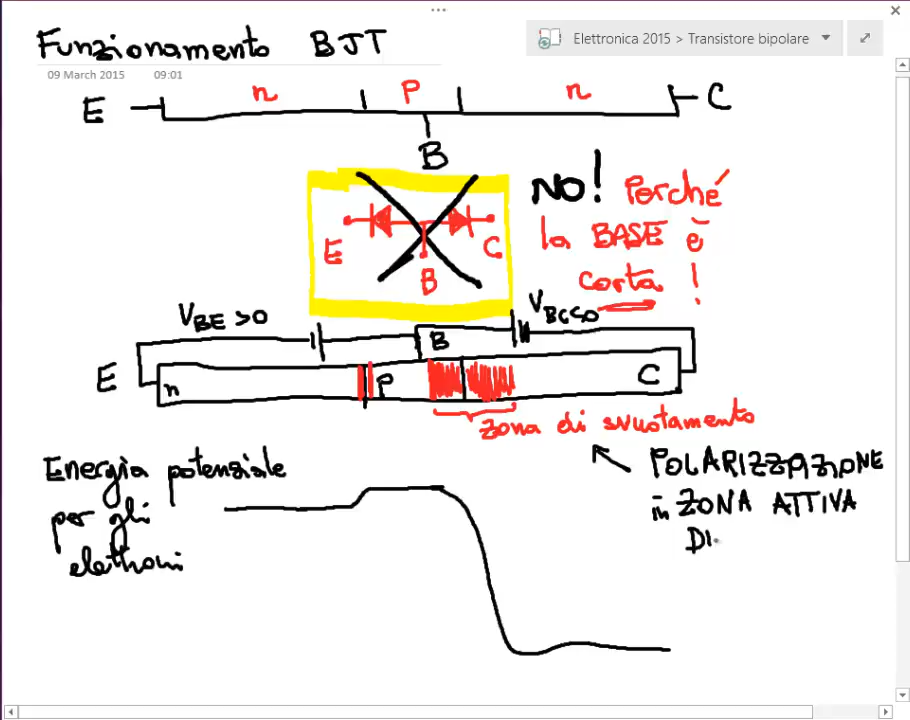 Funzionamento BJT
Elettronica 2015 > Transistore bipolare
09 March 2015 09:01
n P n
E C
B
NO! Perché
la BASE è
corta !
E B C
VBE >0 VBC<0
B
E n P C
zona di svuotamento
Energia potenziale
per gli
elettroni
POLARIZZAZIONE
in ZONA ATTIVA
DI